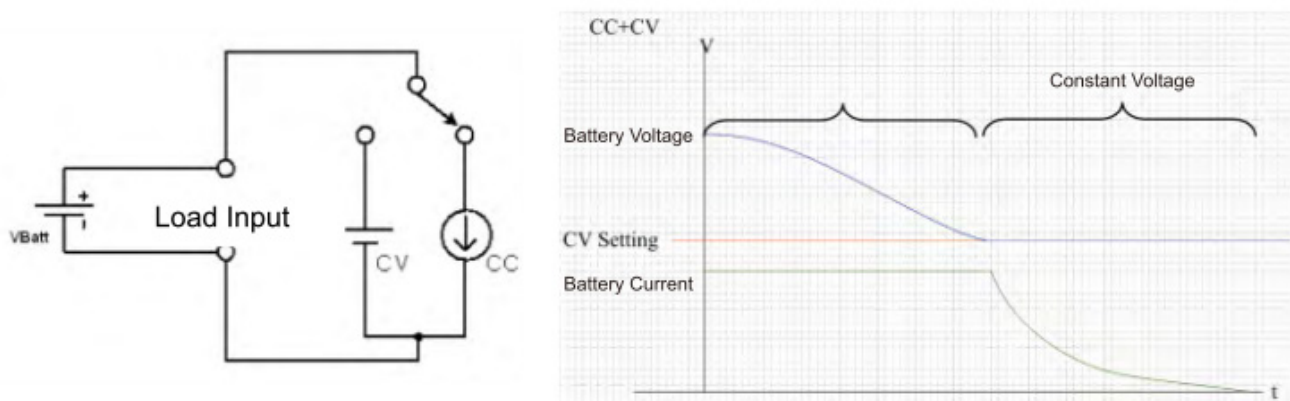 Load Input
+
VBatt
CV
CC
CC+CV
V
Constant Voltage
Battery Voltage
CV Setting
Battery Current
t